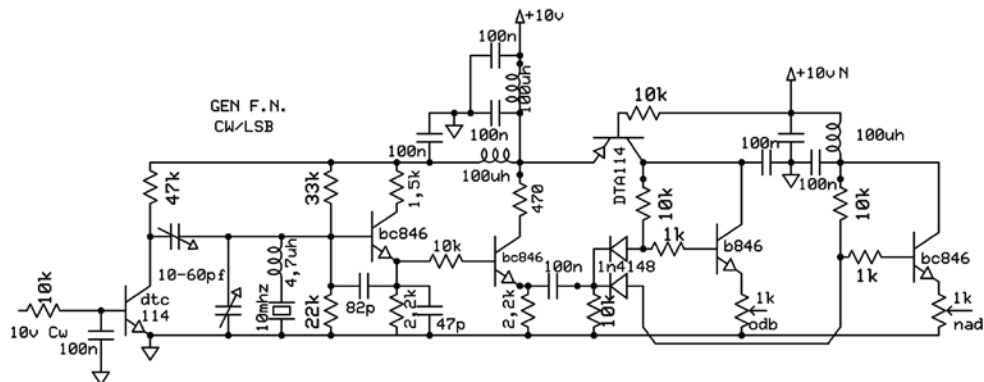 +10v
100n
100uh
100n
GEN F.N.
CW/LSB
100n
100uh
+10v N
10k
100n
100uh
100n
DTA114
47k
33k
1,5k
470
10k
10k
bc846
10k
bc846
100n
1n4148
1k
b846
1k
bc846
10-60pf
4,7uh
10mhz
10k
dtc
114
10v Cw
100n
22k
82p
2,2k
47p
2,2k
10k
1k
odb
1k
nad